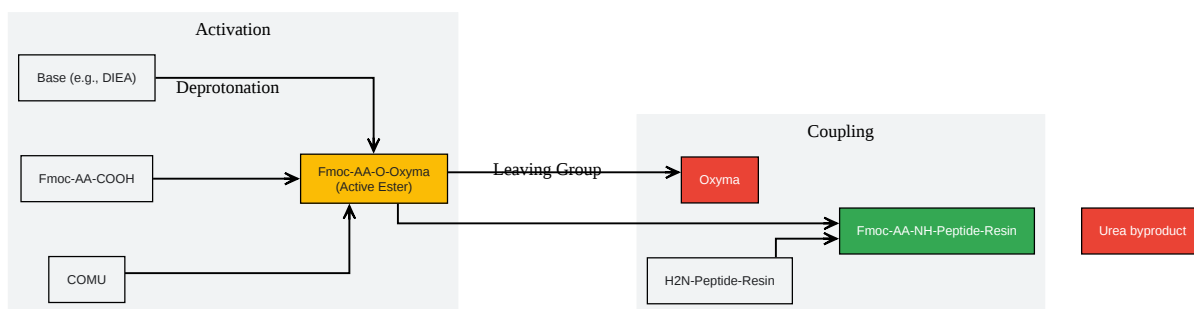 Activation
Base (e.g., DIEA)
Deprotonation
Fmoc-AA-COOH
Fmoc-AA-O-Oxyma
(Active Ester)
COMU
Leaving Group
Coupling
Oxyma
Fmoc-AA-NH-Peptide-Resin
H2N-Peptide-Resin
Urea byproduct